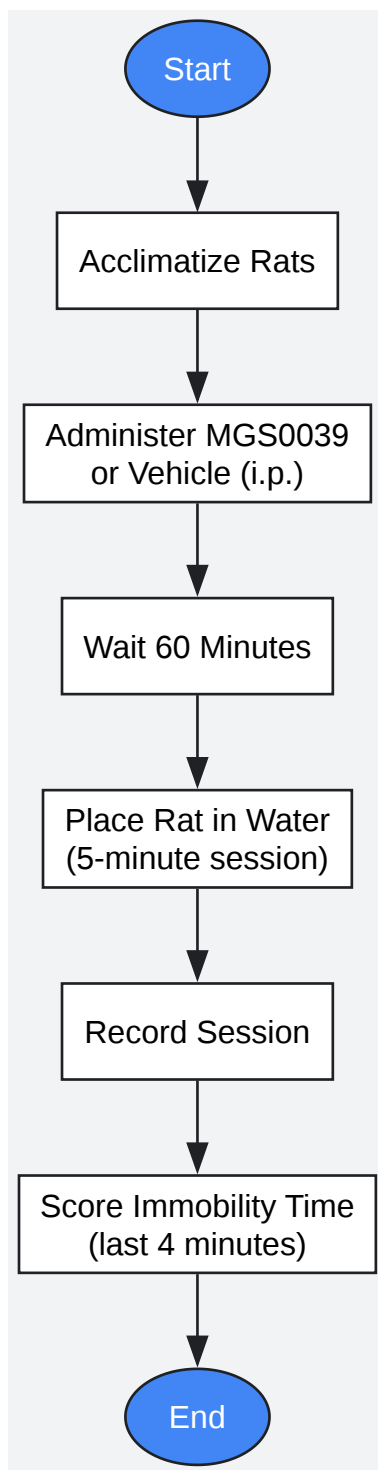 Start
Acclimatize Rats
Administer MGS0039
or Vehicle (i.p.)
Wait 60 Minutes
Place Rat in Water
(5-minute session)
Record Session
Score Immobility Time
(last 4 minutes)
End